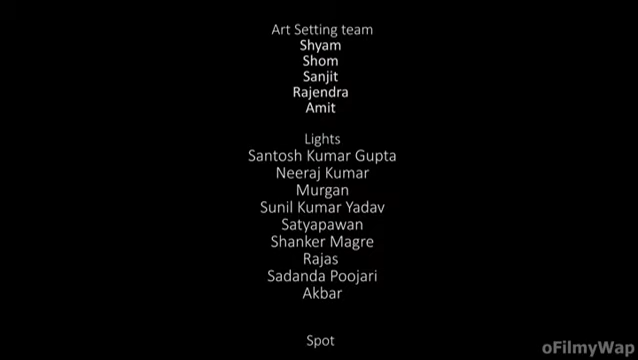 Art Setting team
Shyam
Shom
Sanjit
Rajendra
Amit
Lights
Santosh Kumar Gupta
Neeraj Kumar
Murgan
Sunil Kumar Yadav
Satyapawan
Shanker Magre
Rajas
Sadanda Poojari
Akbar
Spot
oFilmyWap